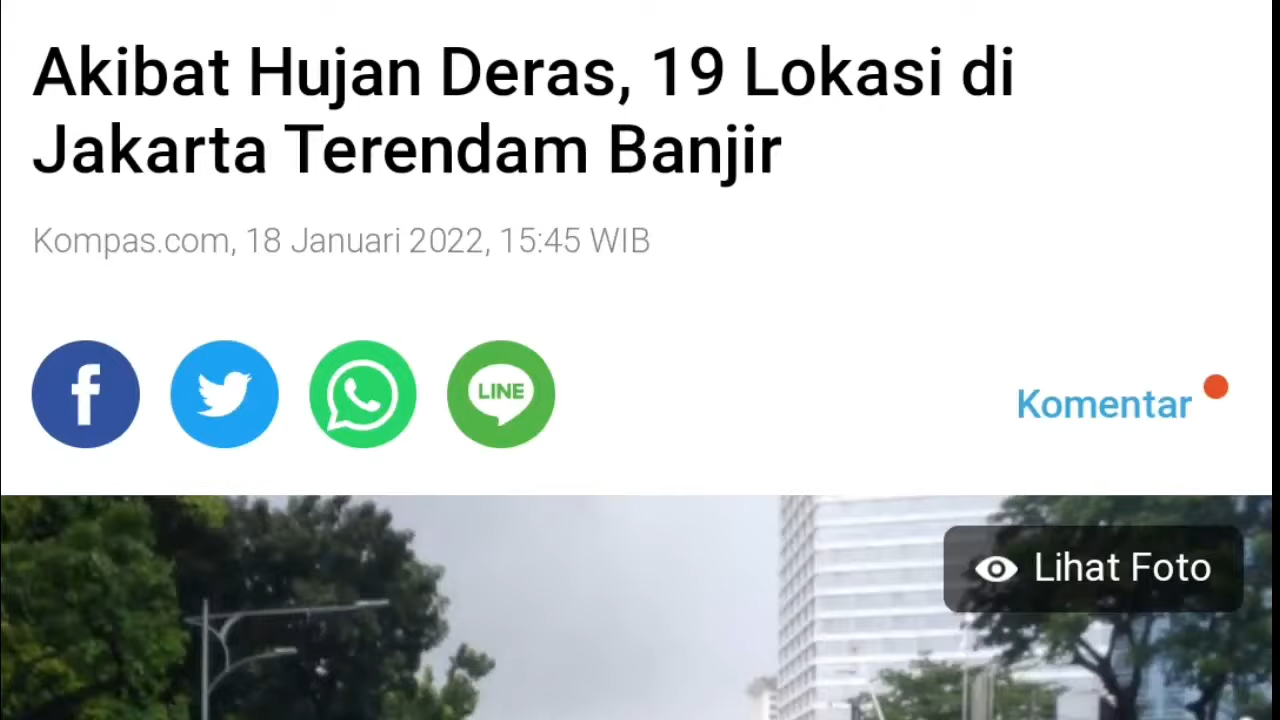 Akibat Hujan Deras, 19 Lokasi di
Jakarta Terendam Banjir
Kompas.com, 18 Januari 2022, 15:45 WIB
LINE
Komentar
Lihat Foto